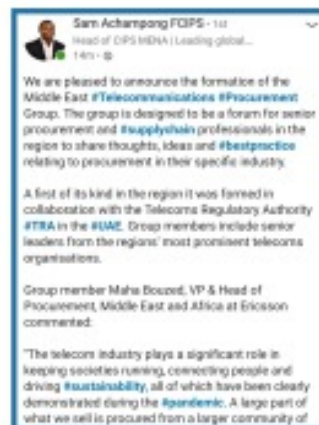 Sam Achampong FCIPS · 1st
Head of CIPS MENA | Leading global...
14m ·
We are pleased to announce the formation of the
Middle East #Telecommunications #Procurement
Group. The group is designed to be a forum for senior
procurement and #supplychain professionals in the
region to share thoughts, ideas and #bestpractice
relating to procurement in their specific industry.
A first of its kind in the region it was formed in
collaboration with the Telecoms Regulatory Authority
#TRA in the #UAE. Group members include senior
leaders from the regions' most prominent telecoms
organisations.
Group member Maha Bouzed, VP & Head of
Procurement, Middle East and Africa at Ericsson
commented:
"The telecom industry plays a significant role in
keeping societies running, connecting people and
driving #sustainability, all of which have been clearly
demonstrated during the #pandemic. A large part of
what we sell is procured from a larger community of